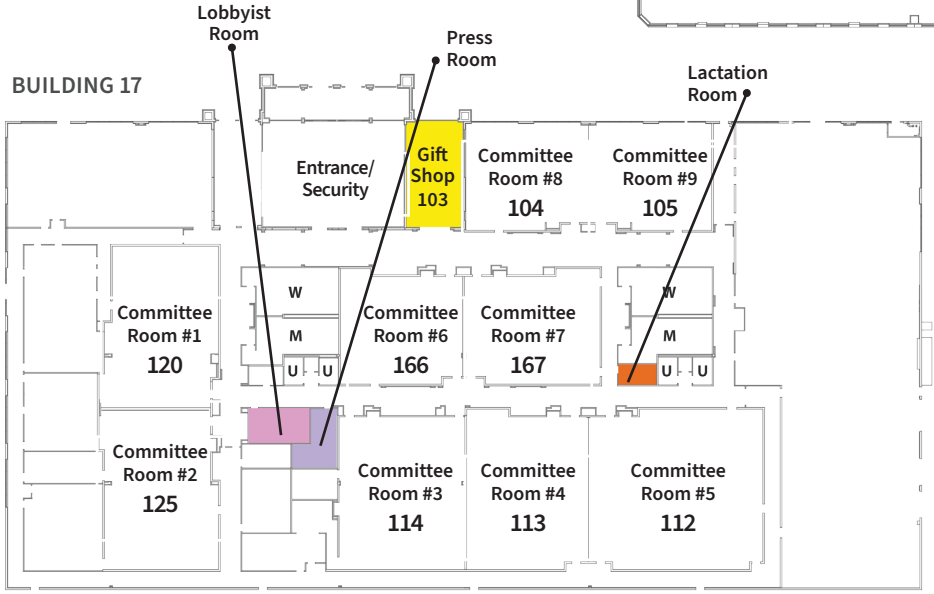 Lobbyist
Room
Press
Room
Lactation
Room
BUILDING 17
Entrance/
Security
Gift
Shop
103
Committee
Room #8
104
Committee
Room #9
105
W
M
U
U
W
M
U
U
Committee
Room #1
120
Committee
Room #6
166
Committee
Room #7
167
Committee
Room #2
125
Committee
Room #3
114
Committee
Room #4
113
Committee
Room #5
112